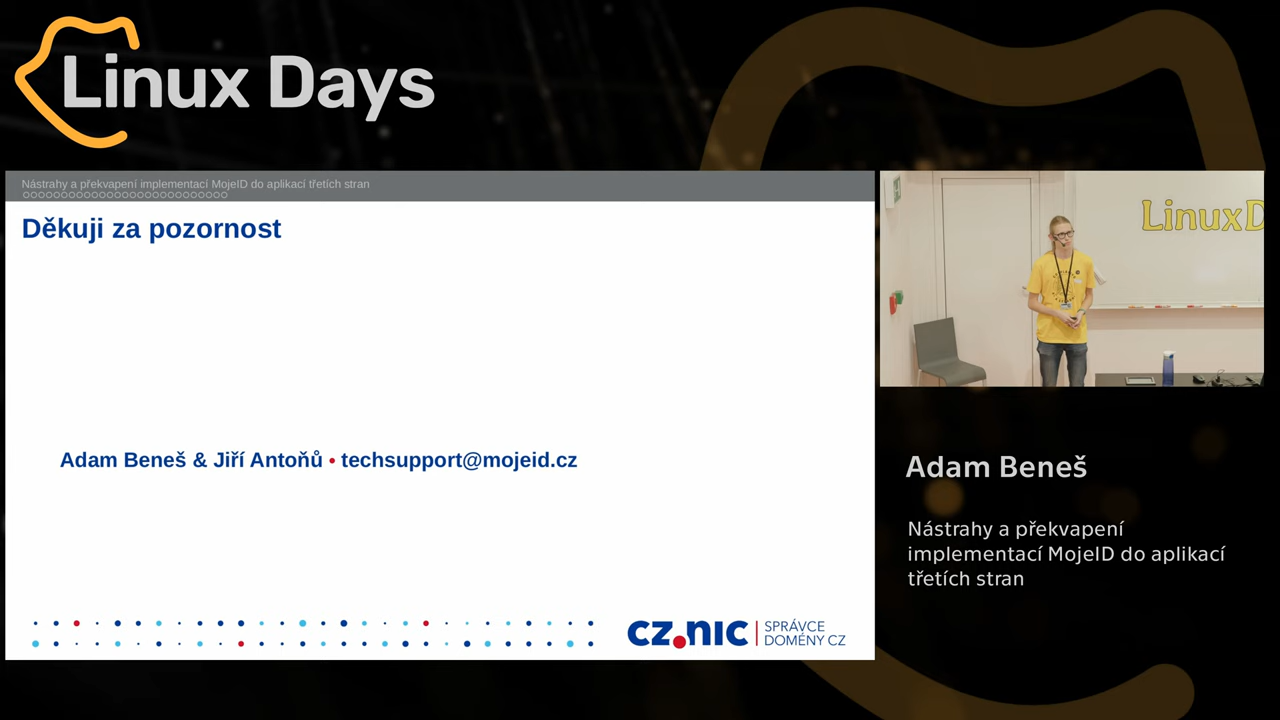 Linux Days
Nástrahy a překvapení implementací MojeID do aplikací třetích stran
Děkuji za pozornost
Adam Beneš & Jiří Antoňů • techsupport@mojeid.cz
CZ.NIC | SPRÁVCE
DOMÉNY CZ
LinuxD
Adam Beneš
Nástrahy a překvapení
implementací MojeID do aplikací
třetích stran